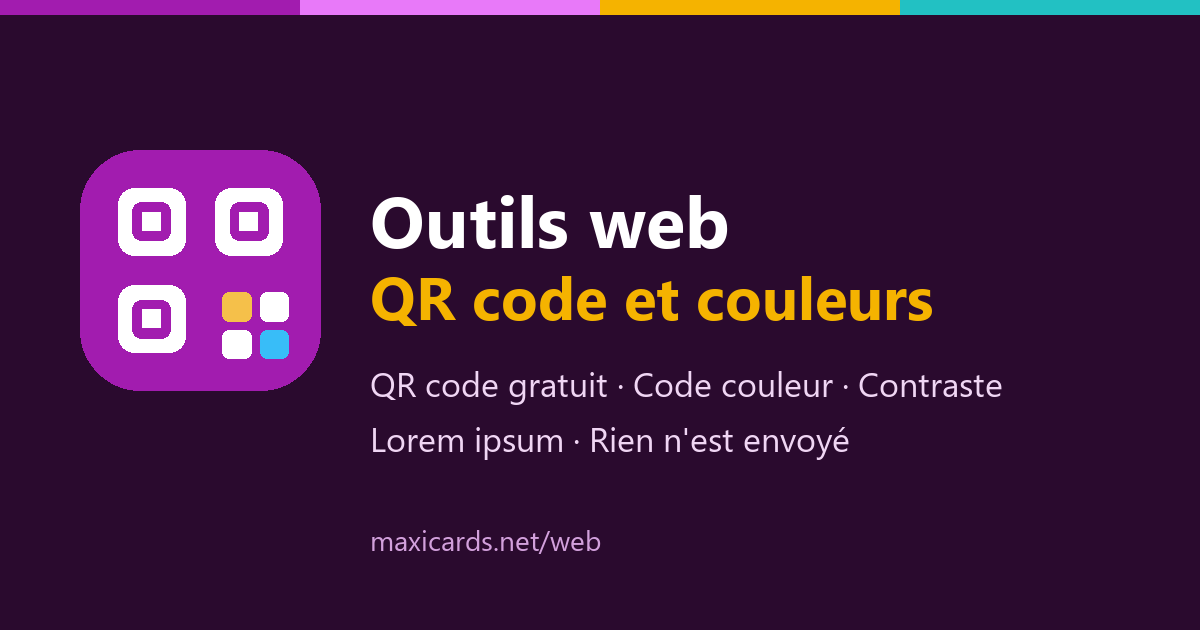 Outils web
QR code et couleurs
QR code gratuit · Code couleur · Contraste
Lorem ipsum · Rien n'est envoyé
maxicards.net/web